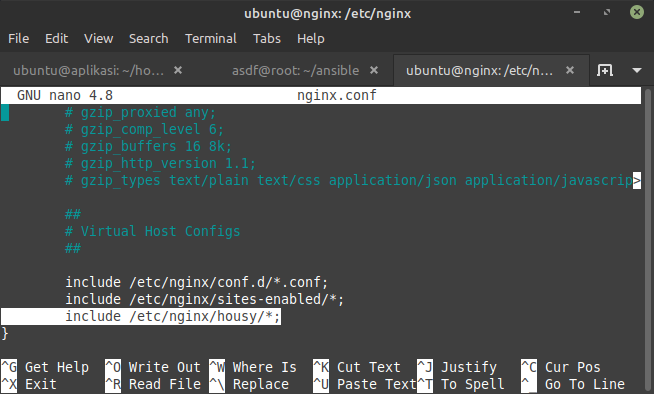 ubuntu@nginx: /etc/nginx
File Edit View Search Terminal Tabs Help
ubuntu@aplikasi: ~/ho... × asdf@root: ~/ansible × ubuntu@nginx: /etc/n... ×
GNU nano 4.8 nginx.conf
# gzip_proxied any;
# gzip_comp_level 6;
# gzip_buffers 16 8k;
# gzip_http_version 1.1;
# gzip_types text/plain text/css application/json application/javascrip>
##
# Virtual Host Configs
##
include /etc/nginx/conf.d/*.conf;
include /etc/nginx/sites-enabled/*;
include /etc/nginx/housy/*;
}
^G Get Help ^O Write Out ^W Where Is ^K Cut Text ^J Justify ^C Cur Pos
^X Exit ^R Read File ^\ Replace ^U Paste Text^T To Spell ^_ Go To Line